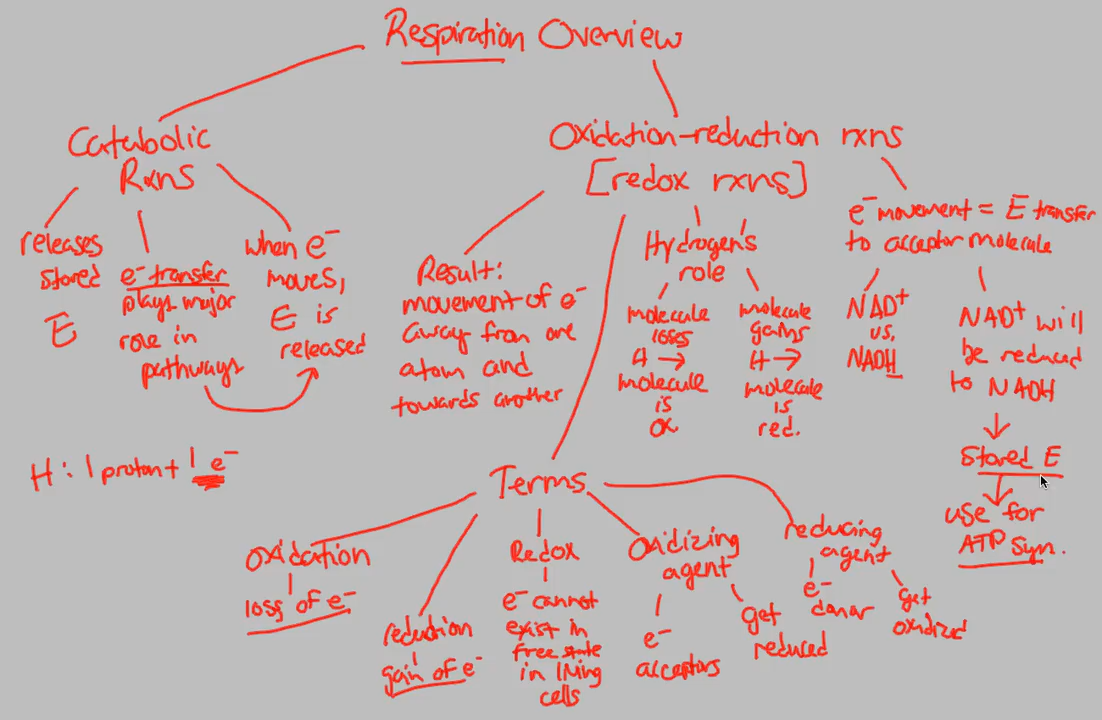 Respiration Overview
Catabolic
Rxns
releases
stored
E
e⁻ transfer
plays major
role in
pathways
when e⁻
moves,
E is
released
H : 1 proton + 1 e⁻
Oxidation-reduction rxns
[redox rxns]
Result:
movement of e⁻
away from one
atom and
towards another
Hydrogen's
role
molecule
loses
H →
molecule
is
ox
molecule
gains
H →
molecule
is
red.
e⁻ movement = E transfer
to acceptor molecule
NAD⁺
vs.
NADH
NAD⁺ will
be reduced
to NADH
↓
Stored E
↓
use for
ATP syn.
Terms
oxidation
loss of e⁻
reduction
gain of e⁻
Redox
e⁻ cannot
exist in
free state
in living
cells
Oxidizing
agent
e⁻
acceptors
get
reduced
reducing
agent
e⁻
donar
get
oxidized